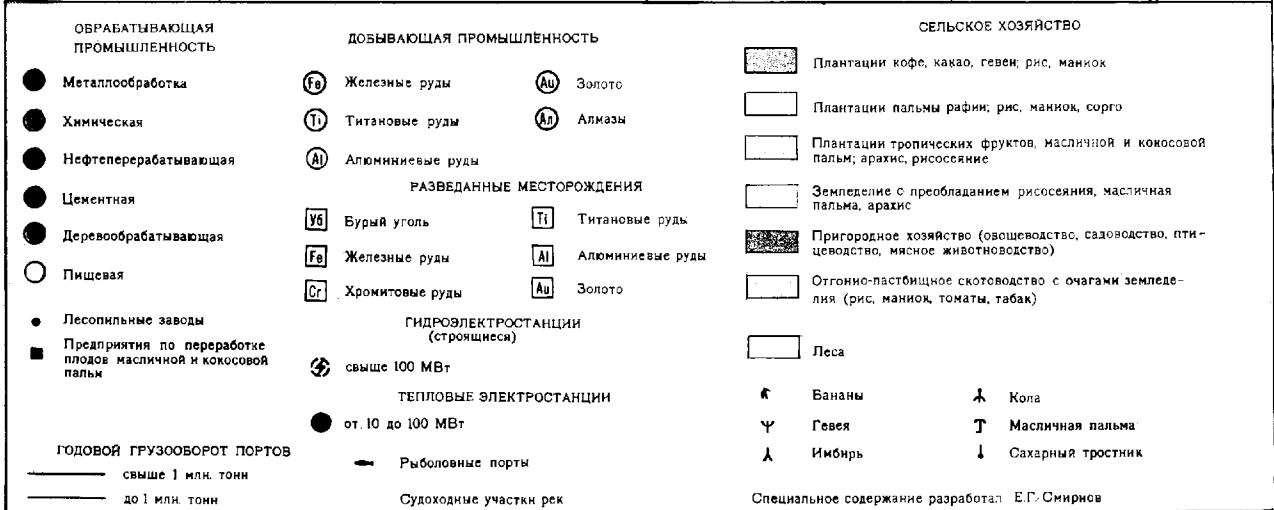 ОБРАБАТЫВАЮЩАЯ
ПРОМЫШЛЕННОСТЬ
Металлообработка
Химическая
Нефтеперерабатывающая
Цементная
Деревообрабатывающая
Пищевая
Лесопильные заводы
Предприятия по переработке
плодов масличной и кокосовой
пальм
ГОДОВОЙ ГРУЗООБОРОТ ПОРТОВ
свыше 1 млн. тонн
до 1 млн. тонн
ДОБЫВАЮЩАЯ ПРОМЫШЛЕННОСТЬ
Fe Железные руды
Au Золото
Ti Титановые руды
Ал Алмазы
Al Алюминиевые руды
РАЗВЕДАННЫЕ МЕСТОРОЖДЕНИЯ
Уб Бурый уголь
Ti Титановые руды
Fe Железные руды
Al Алюминиевые руды
Cr Хромитовые руды
Au Золото
ГИДРОЭЛЕКТРОСТАНЦИИ
(строящиеся)
свыше 100 МВт
ТЕПЛОВЫЕ ЭЛЕКТРОСТАНЦИИ
от 10 до 100 МВт
Рыболовные порты
Судоходные участки рек
СЕЛЬСКОЕ ХОЗЯЙСТВО
Плантации кофе, какао, гевеи; рис, маниок
Плантации пальмы рафии; рис, маниок, сорго
Плантации тропических фруктов, масличной и кокосовой
пальм; арахис, рисосеяние
Земледелие с преобладанием рисосеяния, масличная
пальма, арахис
Пригородное хозяйство (овощеводство, садоводство, пти-
цеводство, мясное животноводство)
Отгонно-пастбищное скотоводство с очагами земледе-
лия (рис, маниок, томаты, табак)
Леса
Бананы
Кола
Гевея
Масличная пальма
Имбирь
Сахарный тростник
Специальное содержание разработал Е.Г. Смирнов